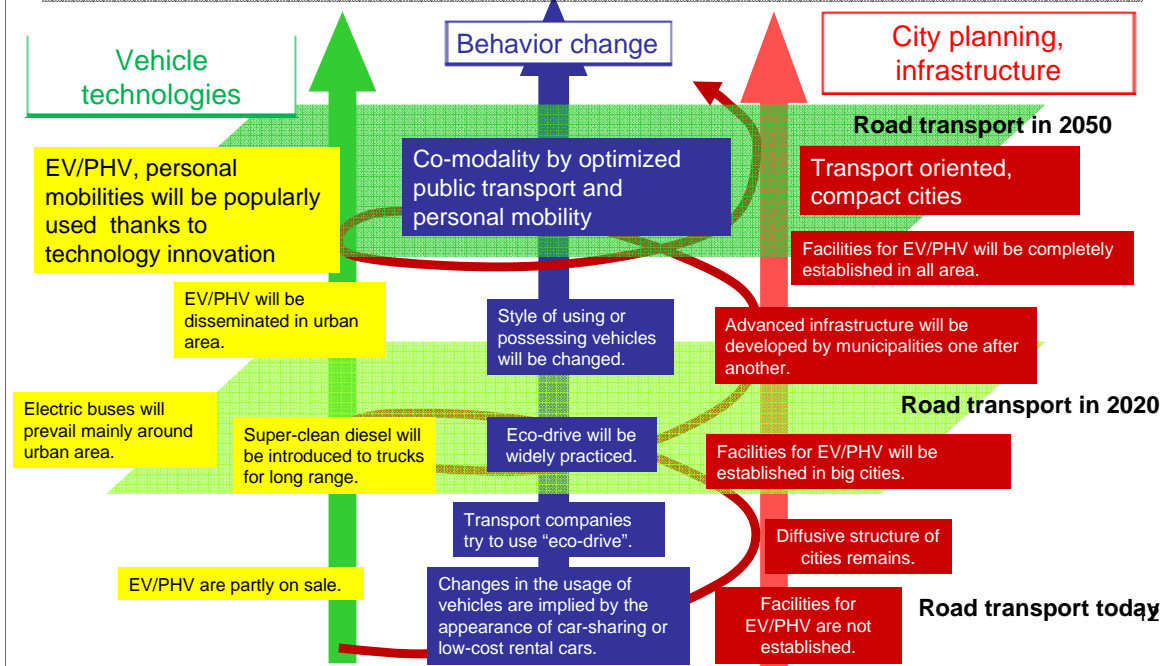 Vehicle
technologies
Behavior change
City planning,
infrastructure
Road transport in 2050
EV/PHV, personal
mobilities will be popularly
used thanks to
technology innovation
Co-modality by optimized
public transport and
personal mobility
Transport oriented,
compact cities
Facilities for EV/PHV will be completely
established in all area.
EV/PHV will be
disseminated in urban
area.
Style of using or
possessing vehicles
will be changed.
Advanced infrastructure will be
developed by municipalities one after
another.
Road transport in 2020
Electric buses will
prevail mainly around
urban area.
Super-clean diesel will
be introduced to trucks
for long range.
Eco-drive will be
widely practiced.
Facilities for EV/PHV will be
established in big cities.
Transport companies
try to use “eco-drive”.
Diffusive structure of
cities remains.
EV/PHV are partly on sale.
Changes in the usage of
vehicles are implied by the
appearance of car-sharing or
low-cost rental cars.
Facilities for
EV/PHV are not
established.
Road transport today
12